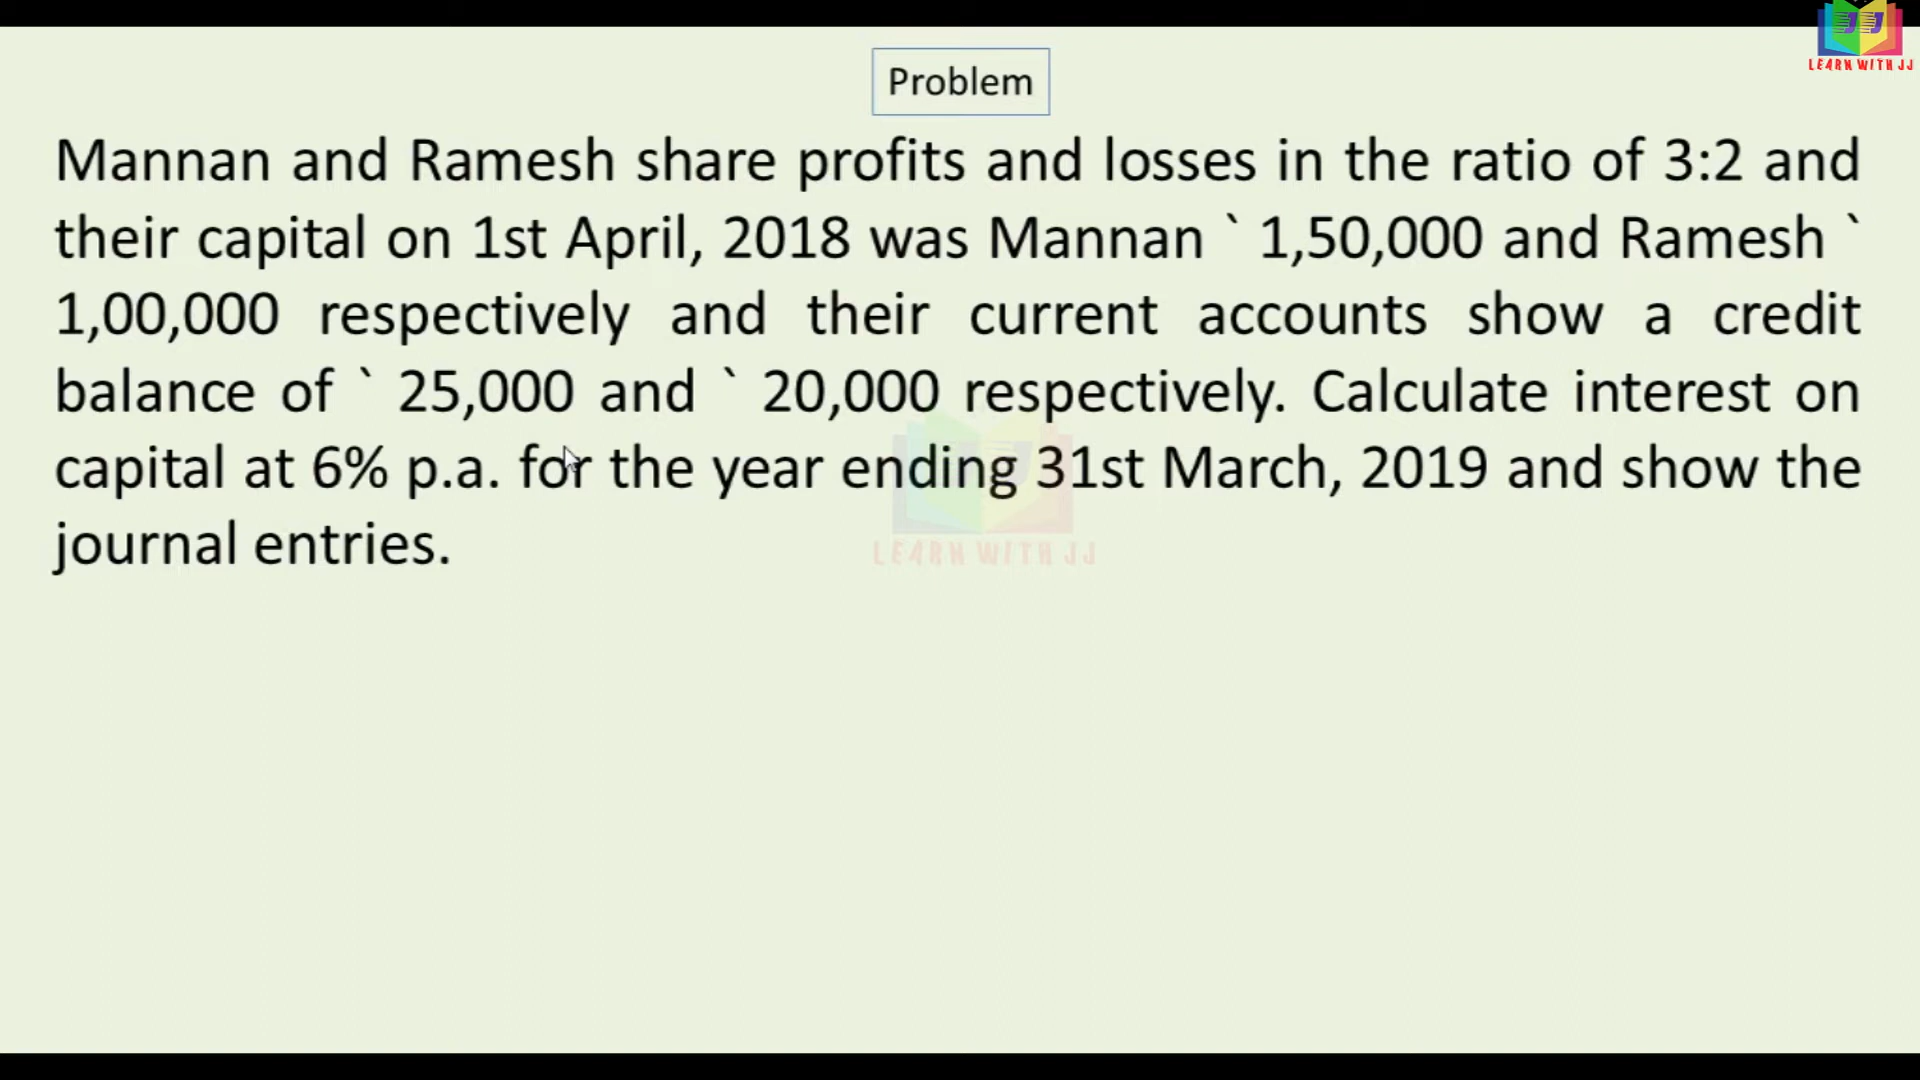 LEARN WITH JJ
Problem
Mannan and Ramesh share profits and losses in the ratio of 3:2 and
their capital on 1st April, 2018 was Mannan ` 1,50,000 and Ramesh `
1,00,000 respectively and their current accounts show a credit
balance of ` 25,000 and ` 20,000 respectively. Calculate interest on
capital at 6% p.a. for the year ending 31st March, 2019 and show the
journal entries.
LEARN WITH JJ